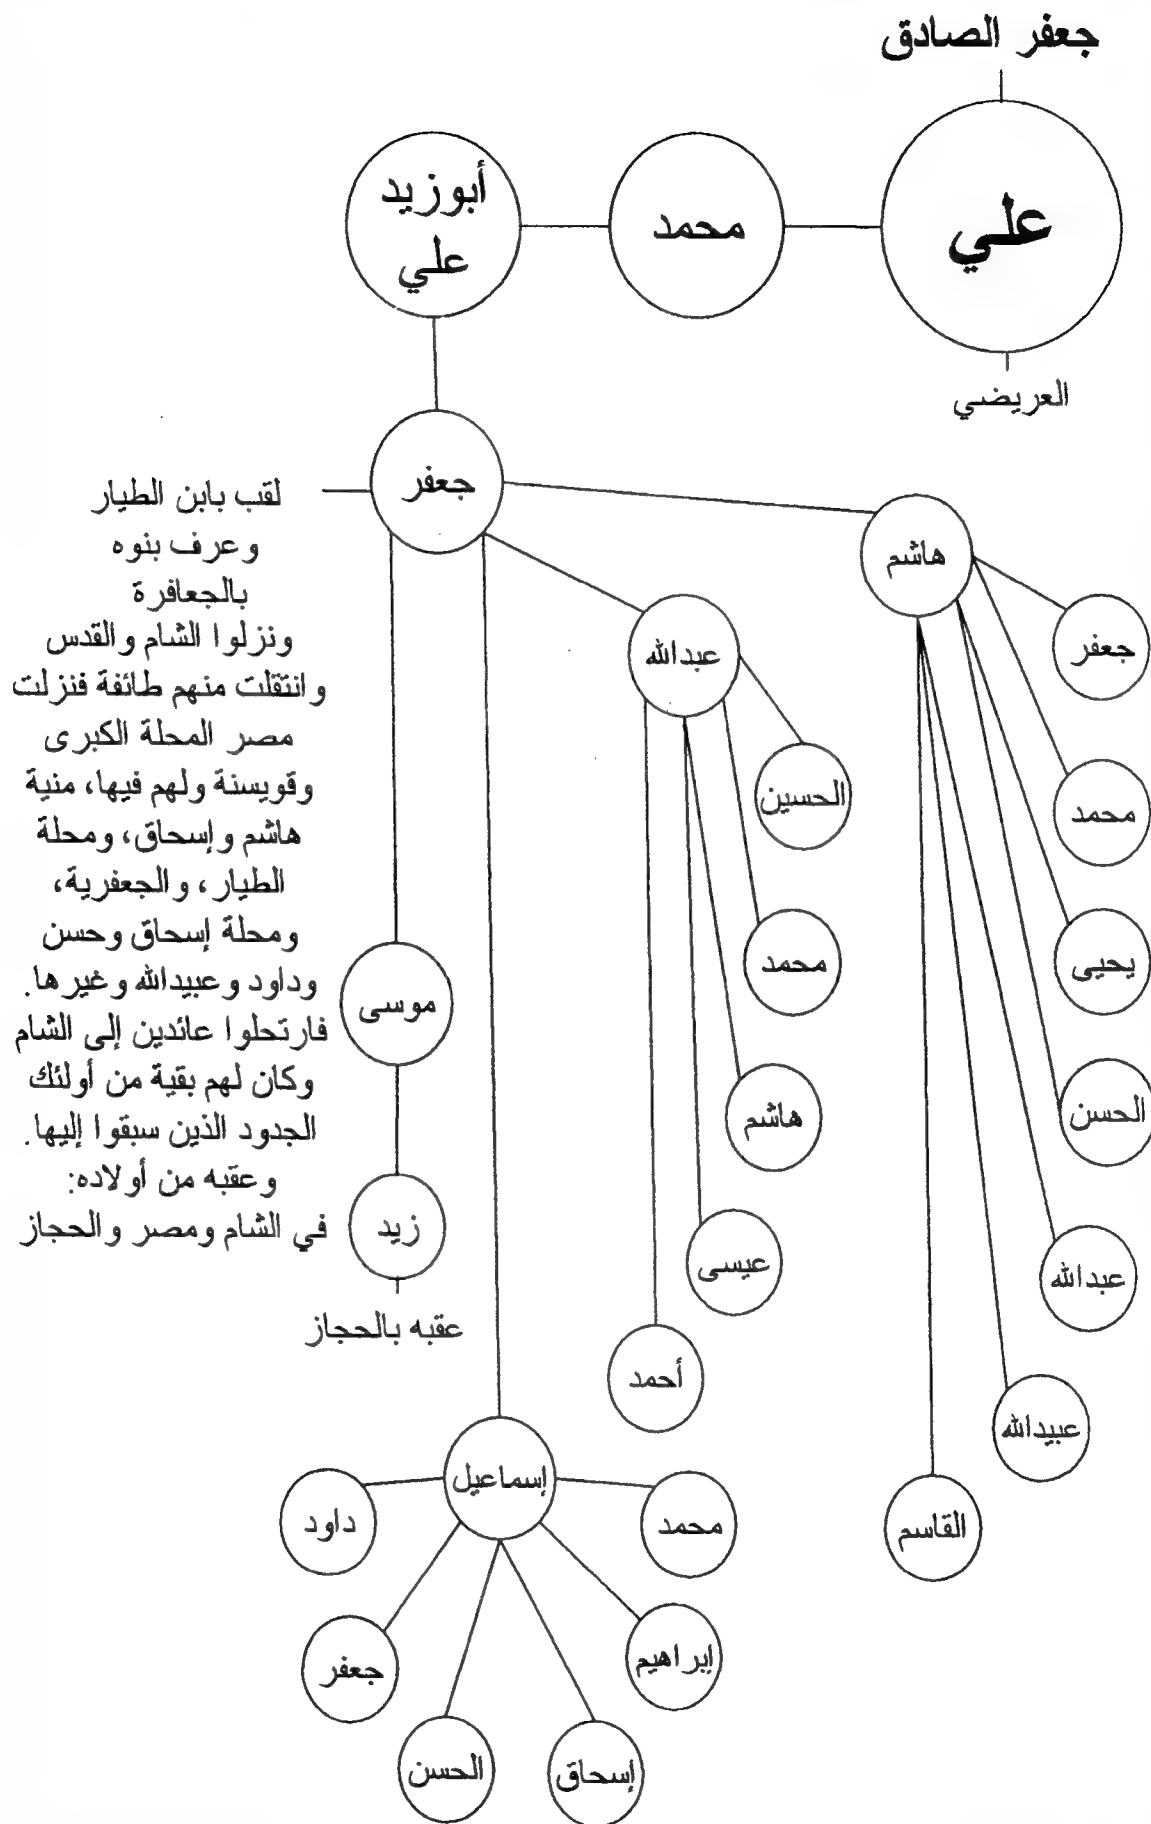 جعفر الصادق
علي
محمد
أبوزيد
علي
العريضي
جعفر
لقب بابن الطيار
وعرف بنوه
بالجعافرة
ونزلوا الشام والقدس
وانتقلت منهم طائفة فنزلت
مصر المحلة الكبرى
وقويسنة ولهم فيها، منية
هاشم وإسحاق، ومحلة
الطيار، والجعفرية،
ومحلة إسحاق وحسن
وداود وعبيدالله وغيرها.
فارتحلوا عائدين إلى الشام
وكان لهم بقية من أولئك
الجدود الذين سبقوا إليها.
وعقبه من أولاده:
في الشام ومصر والحجاز
هاشم
جعفر
محمد
يحيى
الحسن
عبدالله
عبيدالله
القاسم
عبدالله
الحسين
محمد
هاشم
عيسى
أحمد
موسى
زيد
عقبه بالحجاز
إسماعيل
محمد
إبراهيم
إسحاق
الحسن
جعفر
داود